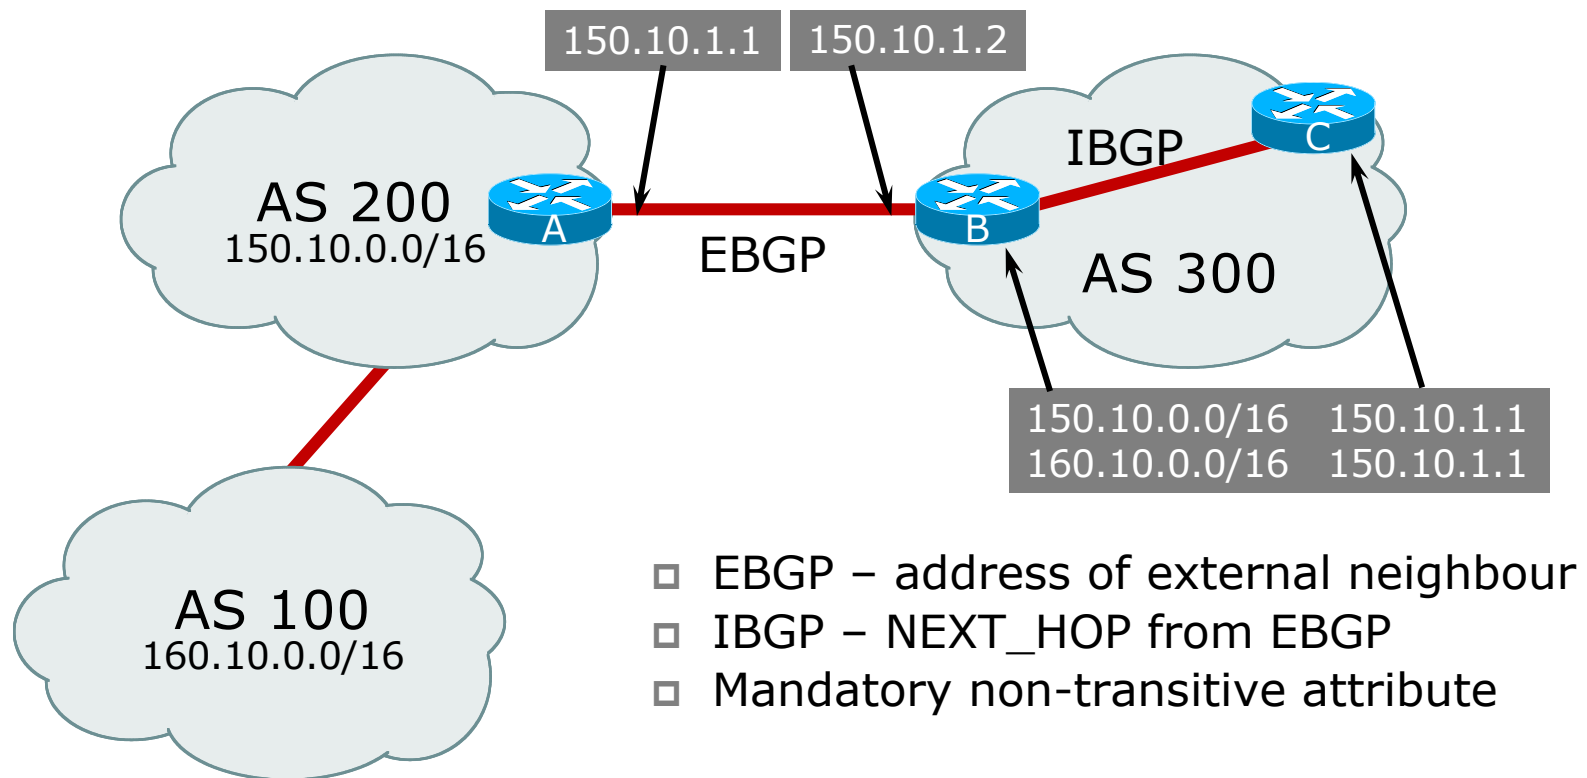 150.10.1.1 150.10.1.2
C
IBGP
AS 200
150.10.0.0/16
A
B
EBGP
AS 300
150.10.0.0/16 150.10.1.1
160.10.0.0/16 150.10.1.1
AS 100
160.10.0.0/16
EBGP – address of external neighbour
IBGP – NEXT_HOP from EBGP
Mandatory non-transitive attribute